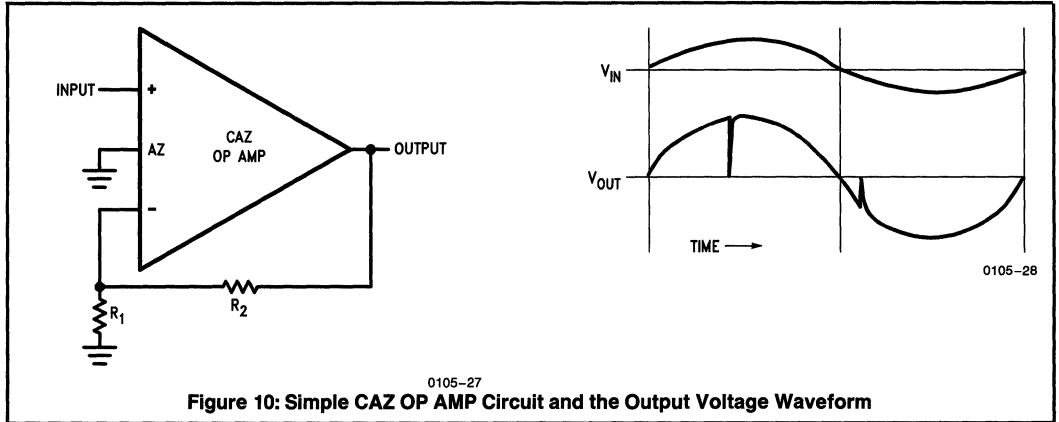 INPUT
+
AZ
CAZ
OP AMP
OUTPUT
−
R2
R1
VIN
VOUT
TIME
0105–28
0105–27
Figure 10: Simple CAZ OP AMP Circuit and the Output Voltage Waveform